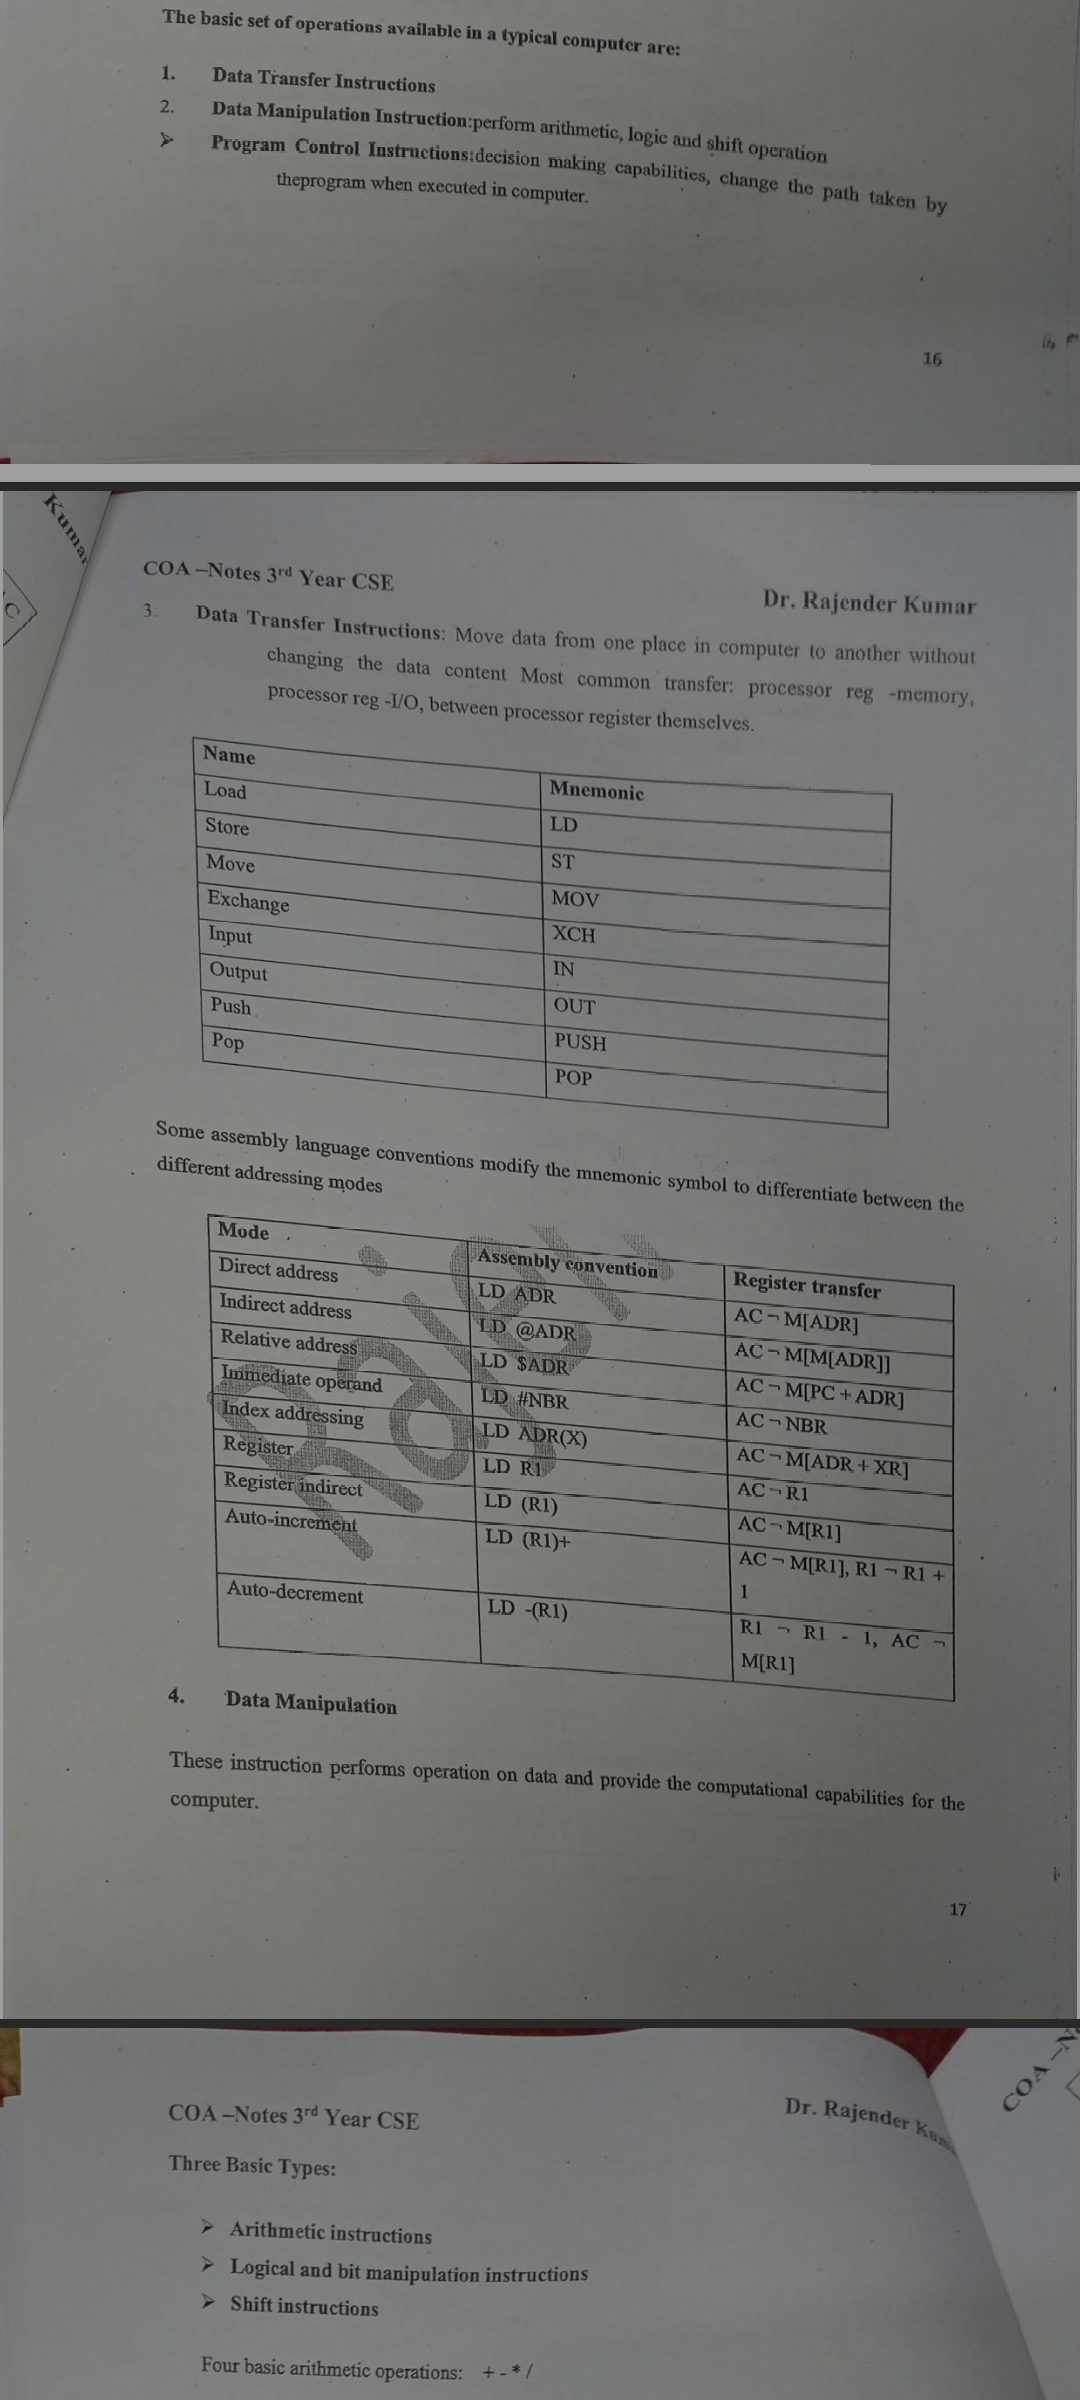 The basic set of operations available in a typical computer are:
1. Data Transfer Instructions
2. Data Manipulation Instruction:perform arithmetic, logic and shift operation
➢ Program Control Instructions:decision making capabilities, change the path taken by
theprogram when executed in computer.
16
Kumar
C
COA –Notes 3rd Year CSE
Dr. Rajender Kumar
3. Data Transfer Instructions: Move data from one place in computer to another without
changing the data content Most common transfer: processor reg -memory,
processor reg -I/O, between processor register themselves.
Name Mnemonic
Load LD
Store ST
Move MOV
Exchange XCH
Input IN
Output OUT
Push PUSH
Pop POP
Some assembly language conventions modify the mnemonic symbol to differentiate between the
different addressing modes
Mode Assembly convention Register transfer
Direct address LD ADR AC ¬ M[ADR]
Indirect address LD @ADR AC ¬ M[M[ADR]]
Relative address LD $ADR AC ¬ M[PC + ADR]
Immediate operand LD #NBR AC ¬ NBR
Index addressing LD ADR(X) AC ¬ M[ADR + XR]
Register LD R1 AC ¬ R1
Register indirect LD (R1) AC ¬ M[R1]
Auto-increment LD (R1)+ AC ¬ M[R1], R1 ¬ R1 +
1
Auto-decrement LD -(R1) R1 ¬ R1 - 1, AC ¬
M[R1]
4. Data Manipulation
These instruction performs operation on data and provide the computational capabilities for the
computer.
17
COA –Notes 3rd Year CSE
Dr. Rajender Kum
COA –N
Three Basic Types:
➢ Arithmetic instructions
➢ Logical and bit manipulation instructions
➢ Shift instructions
Four basic arithmetic operations: + - * /